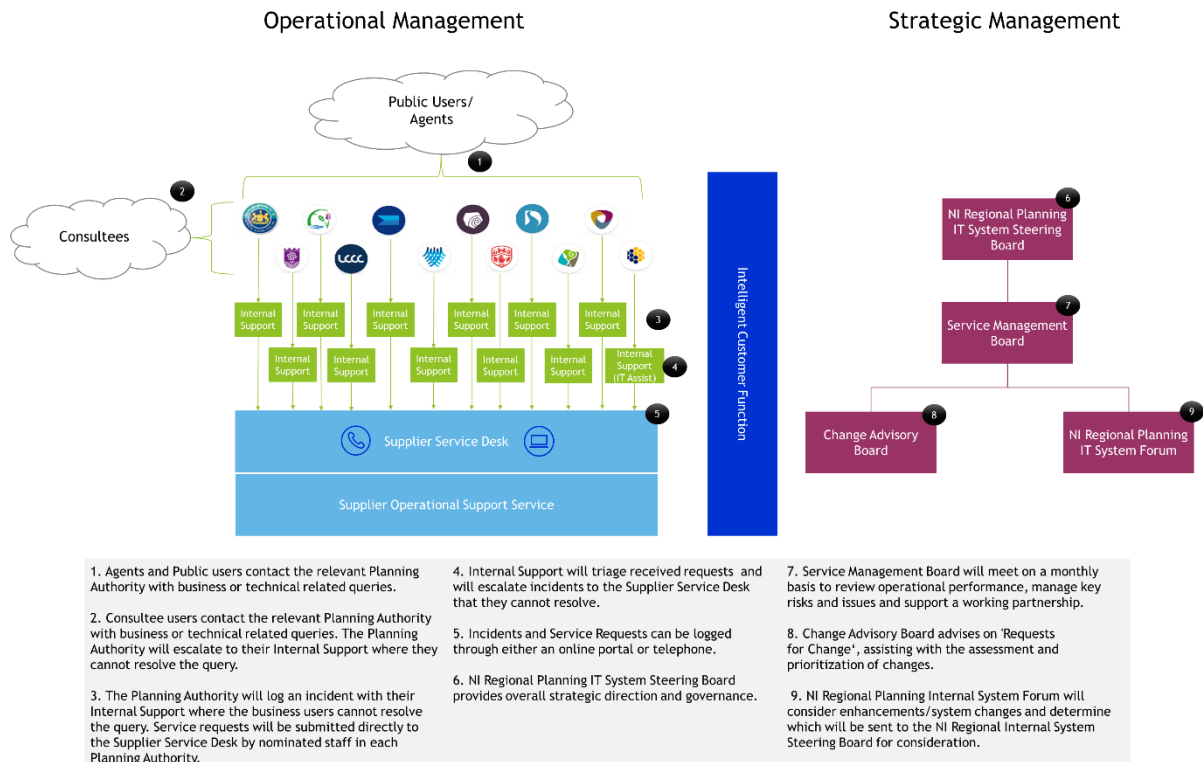 Operational Management
Strategic Management
Public Users/
Agents
1
2
Consultees
LCCC
Internal
Support
Internal
Support
Internal
Support
Internal
Support
Internal
Support
Internal
Support
3
Internal
Support
Internal
Support
Internal
Support
Internal
Support
Internal
Support
Internal
Support
(IT Assist)
4
5
Supplier Service Desk
Supplier Operational Support Service
Intelligent Customer Function
6
NI Regional Planning
IT System Steering
Board
7
Service Management
Board
8
Change Advisory
Board
9
NI Regional Planning
IT System Forum
1. Agents and Public users contact the relevant Planning
Authority with business or technical related queries.
2. Consultee users contact the relevant Planning Authority
with business or technical related queries. The Planning
Authority will escalate to their Internal Support where they
cannot resolve the query.
3. The Planning Authority will log an incident with their
Internal Support where the business users cannot resolve
the query. Service requests will be submitted directly to
the Supplier Service Desk by nominated staff in each
Planning Authority.
4. Internal Support will triage received requests and
will escalate incidents to the Supplier Service Desk
that they cannot resolve.
5. Incidents and Service Requests can be logged
through either an online portal or telephone.
6. NI Regional Planning IT System Steering Board
provides overall strategic direction and governance.
7. Service Management Board will meet on a monthly
basis to review operational performance, manage key
risks and issues and support a working partnership.
8. Change Advisory Board advises on 'Requests
for Change‘, assisting with the assessment and
prioritization of changes.
9. NI Regional Planning Internal System Forum will
consider enhancements/system changes and determine
which will be sent to the NI Regional Internal System
Steering Board for consideration.